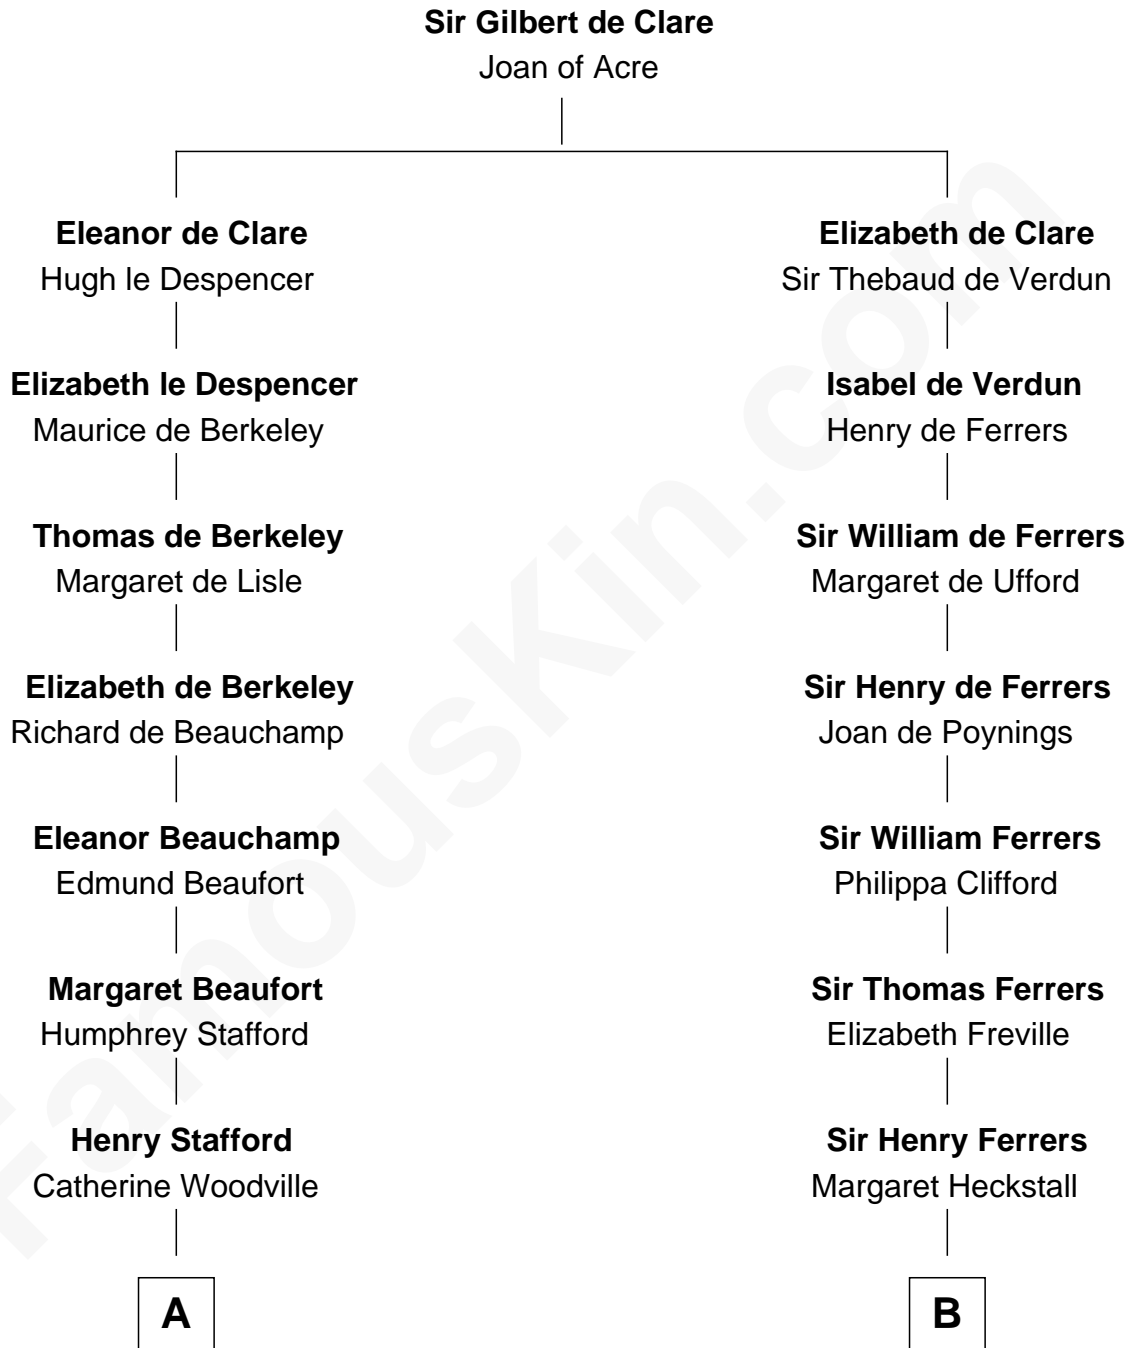 Sir Gilbert de Clare
Joan of Acre
Eleanor de Clare
Hugh le Despencer
Elizabeth de Clare
Sir Thebaud de Verdun
Elizabeth le Despencer
Maurice de Berkeley
Isabel de Verdun
Henry de Ferrers
Thomas de Berkeley
Margaret de Lisle
Sir William de Ferrers
Margaret de Ufford
Elizabeth de Berkeley
Richard de Beauchamp
Sir Henry de Ferrers
Joan de Poynings
Eleanor Beauchamp
Edmund Beaufort
Sir William Ferrers
Philippa Clifford
Margaret Beaufort
Humphrey Stafford
Sir Thomas Ferrers
Elizabeth Freville
Henry Stafford
Catherine Woodville
Sir Henry Ferrers
Margaret Heckstall
A
B
FamousKin.com